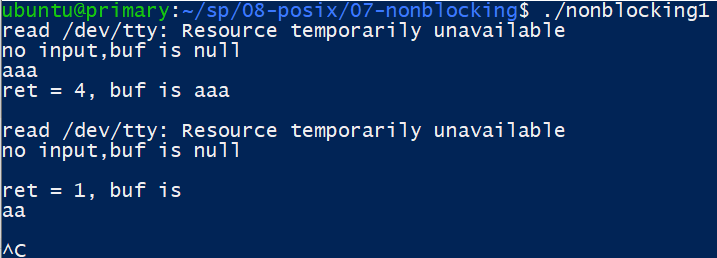 ubuntu@primary:~/sp/08-posix/07-nonblocking$ ./nonblocking1
read /dev/tty: Resource temporarily unavailable
no input,buf is null
aaa
ret = 4, buf is aaa
read /dev/tty: Resource temporarily unavailable
no input,buf is null
ret = 1, buf is
aa
^C